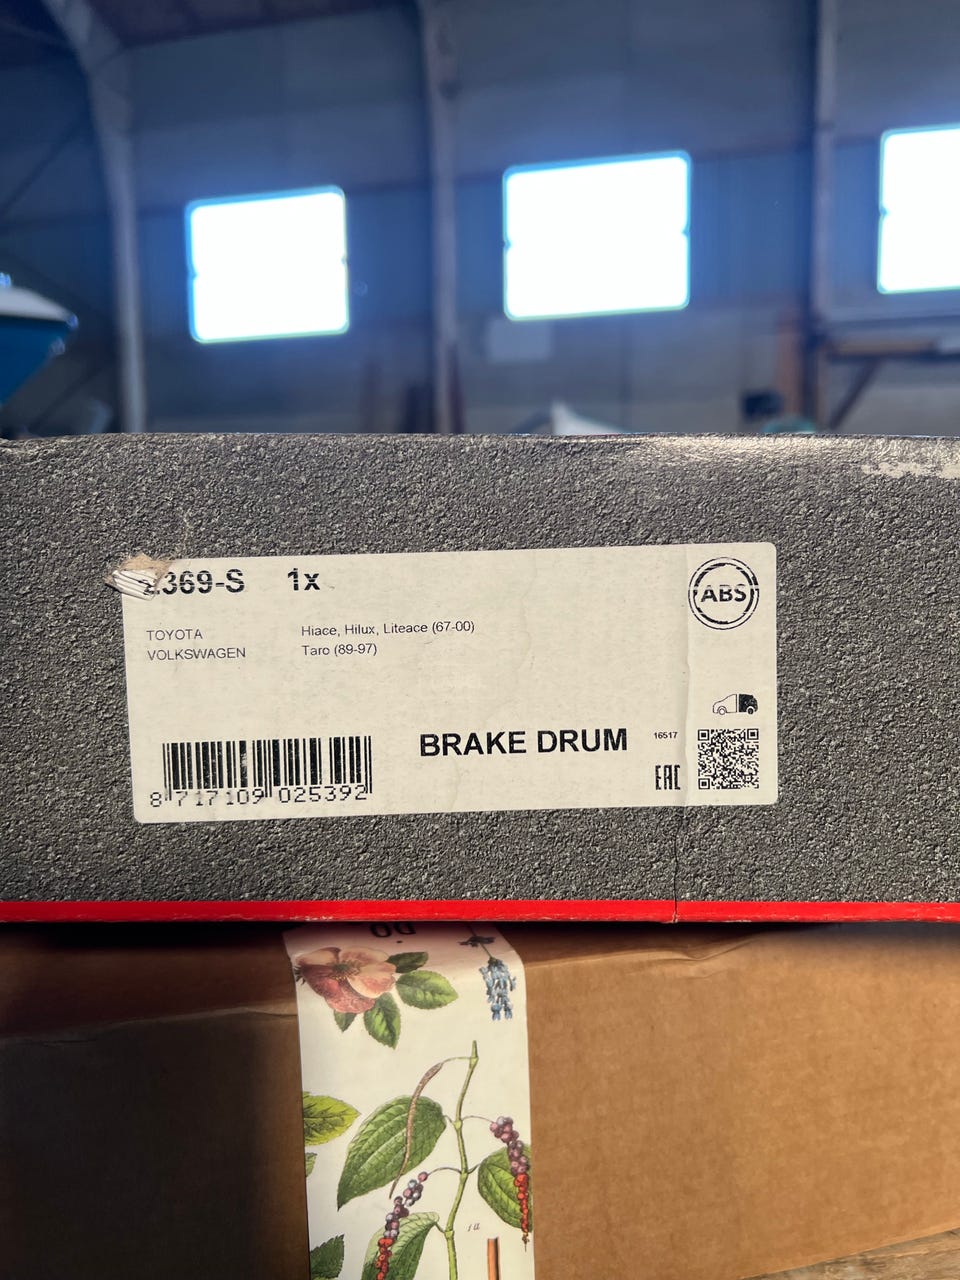 2369-S 1x
ABS
TOYOTA Hiace, Hilux, Liteace (67-00)
VOLKSWAGEN Taro (89-97)
BRAKE DRUM 16517
EAC
8 717109 025392